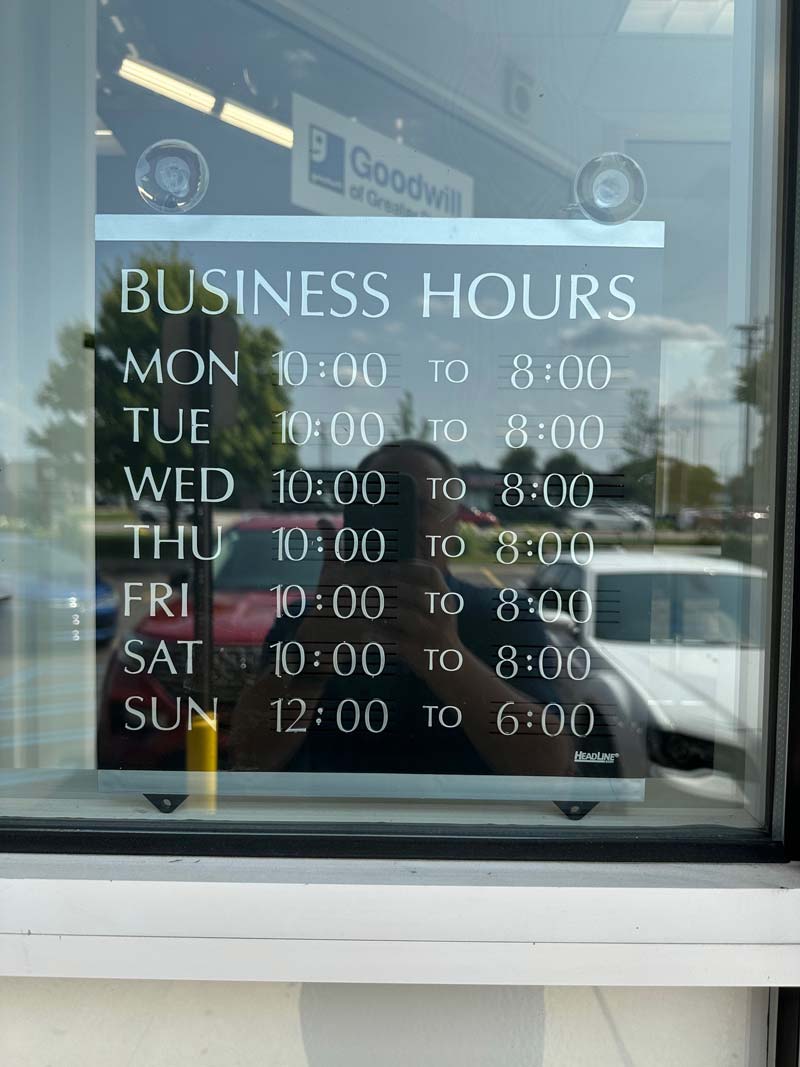 Goodwill
of Greater
BUSINESS HOURS
MON 10:00 TO 8:00
TUE 10:00 TO 8:00
WED 10:00 TO 8:00
THU 10:00 TO 8:00
FRI 10:00 TO 8:00
SAT 10:00 TO 8:00
SUN 12:00 TO 6:00
HEADLINE®